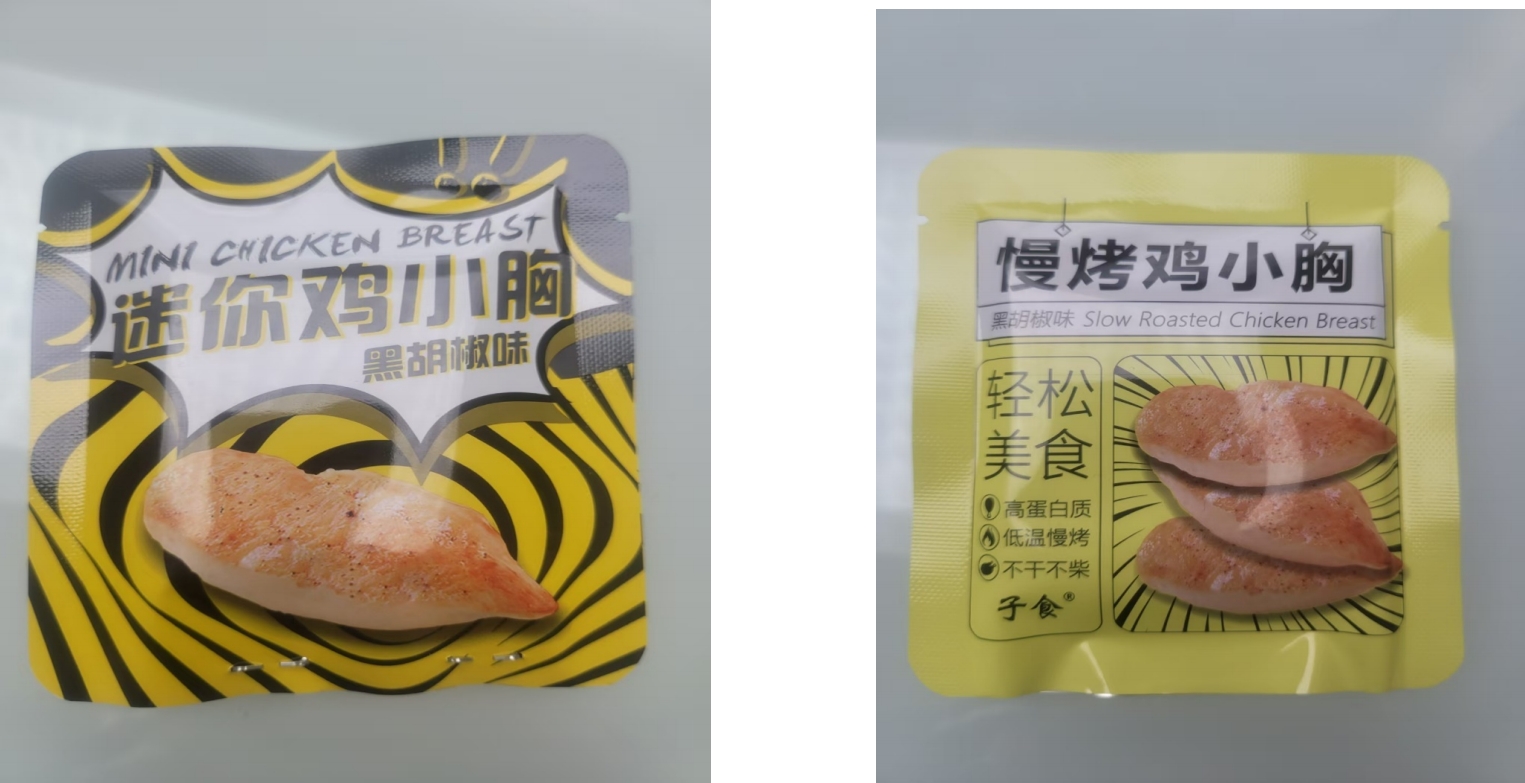 MINI CHICKEN BREAST
迷你鸡小胸
黑胡椒味
慢烤鸡小胸
黑胡椒味 Slow Roasted Chicken Breast
轻松
美食
高蛋白质
低温慢烤
不干不柴
子食®